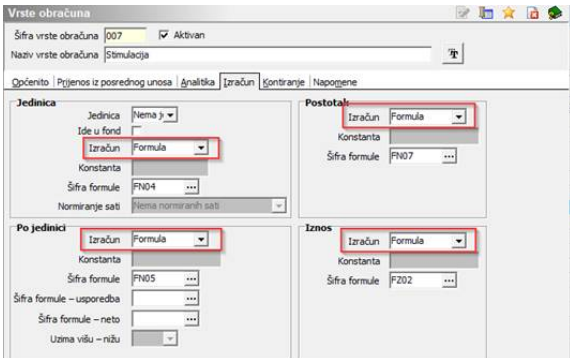 Vrste obračuna
Šifra vrste obračuna 007 Aktivan
Naziv vrste obračuna Stimulacija
Općenito Prijenos iz posrednog unosa Analitika Izračun Kontiranje Napomene
Jedinica
Jedinica Nema j
Ide u fond
Izračun Formula
Konstanta
Šifra formule FN04 ...
Normiranje sati Nema normiranih sati
Postotak
Izračun Formula
Konstanta
Šifra formule FN07 ...
Po jedinici
Izračun Formula
Konstanta
Šifra formule FN05 ...
Šifra formule – usporedba ...
Šifra formule – neto ...
Uzima višu – nižu
Iznos
Izračun Formula
Konstanta
Šifra formule FZ02 ...